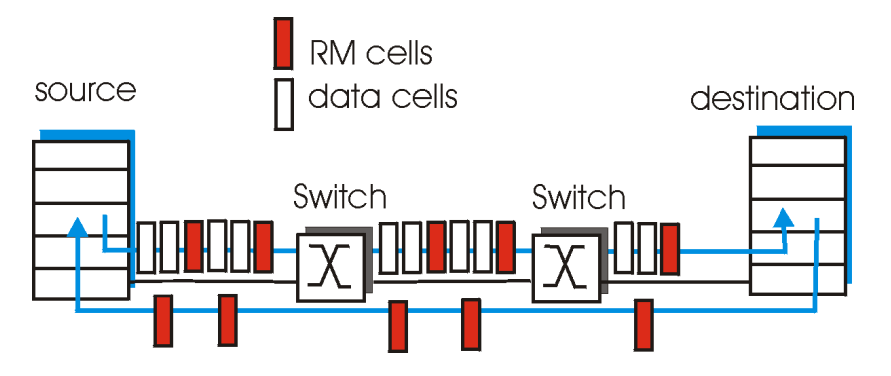 RM cells
data cells
source
destination
Switch
Switch